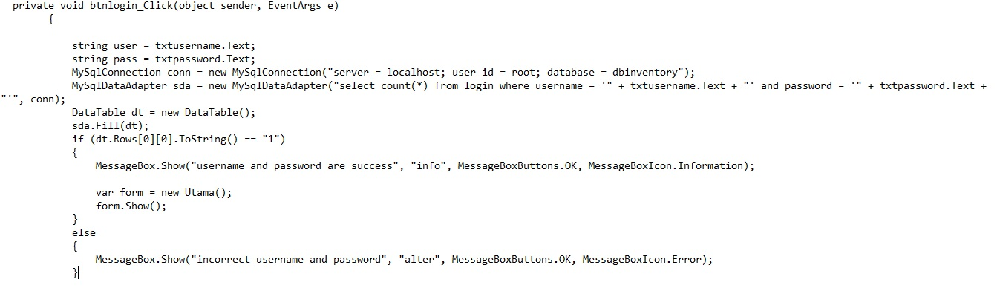 private void btnlogin_Click(object sender, EventArgs e)
{
string user = txtusername.Text;
string pass = txtpassword.Text;
MySqlConnection conn = new MySqlConnection("server = localhost; user id = root; database = dbinventory");
MySqlDataAdapter sda = new MySqlDataAdapter("select count(*) from login where username = '" + txtusername.Text + "' and password = '" + txtpassword.Text +
"'", conn);
DataTable dt = new DataTable();
sda.Fill(dt);
if (dt.Rows[0][0].ToString() == "1")
{
MessageBox.Show("username and password are success", "info", MessageBoxButtons.OK, MessageBoxIcon.Information);
var form = new Utama();
form.Show();
}
else
{
MessageBox.Show("incorrect username and password", "alter", MessageBoxButtons.OK, MessageBoxIcon.Error);
}